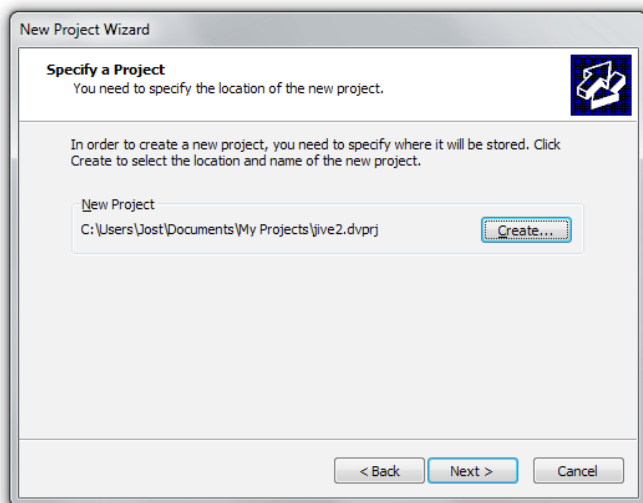 New Project Wizard
Specify a Project
You need to specify the location of the new project.
In order to create a new project, you need to specify where it will be stored. Click
Create to select the location and name of the new project.
New Project
C:\Users\Jost\Documents\My Projects\jive2.dvprj
Create...
< Back
Next >
Cancel